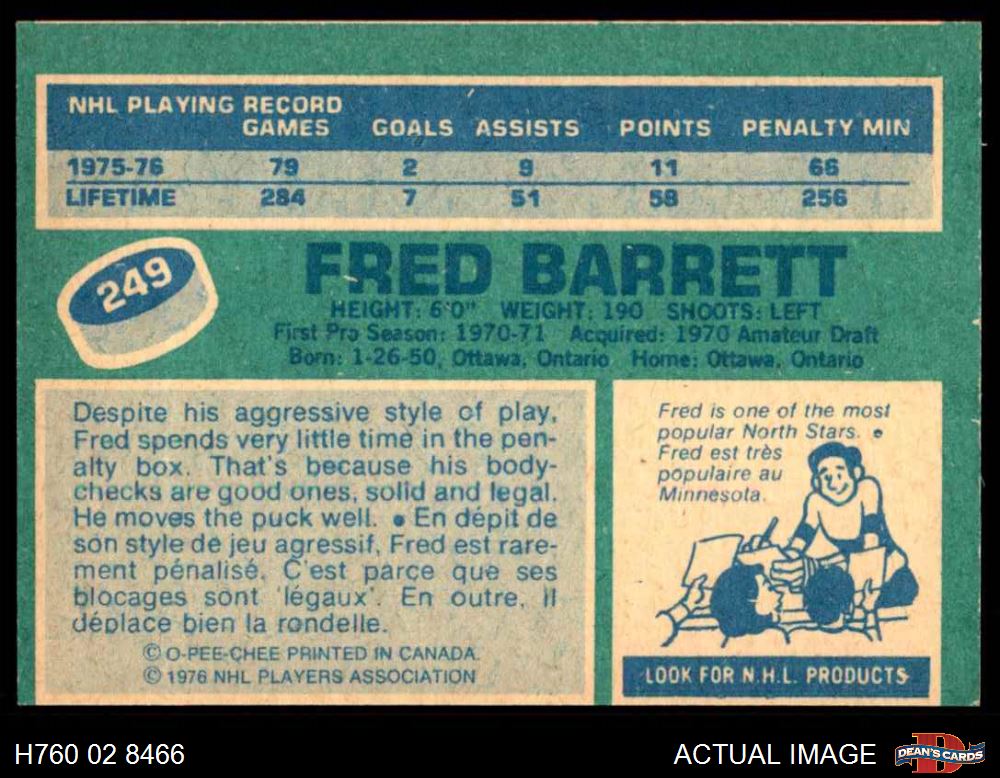 NHL PLAYING RECORD
GAMES GOALS ASSISTS POINTS PENALTY MIN
1975-76 79 2 9 11 66
LIFETIME 284 7 51 58 256
249
FRED BARRETT
HEIGHT: 6'0" WEIGHT: 190 SHOOTS: LEFT
First Pro Season: 1970-71 Acquired: 1970 Amateur Draft
Born: 1-26-50, Ottawa, Ontario Home: Ottawa, Ontario
Despite his aggressive style of play,
Fred spends very little time in the pen-
alty box. That's because his body-
checks are good ones, solid and legal.
He moves the puck well. • En dépit de
son style de jeu agressif, Fred est rare-
ment pénalisé. C'est parce que ses
blocages sont 'légaux'. En outre, il
déplace bien la rondelle.
© O-PEE-CHEE PRINTED IN CANADA.
© 1976 NHL PLAYERS ASSOCIATION
Fred is one of the most
popular North Stars. •
Fred est très
populaire au
Minnesota.
LOOK FOR N.H.L. PRODUCTS
H760 02 8466
ACTUAL IMAGE
DEAN'S CARDS